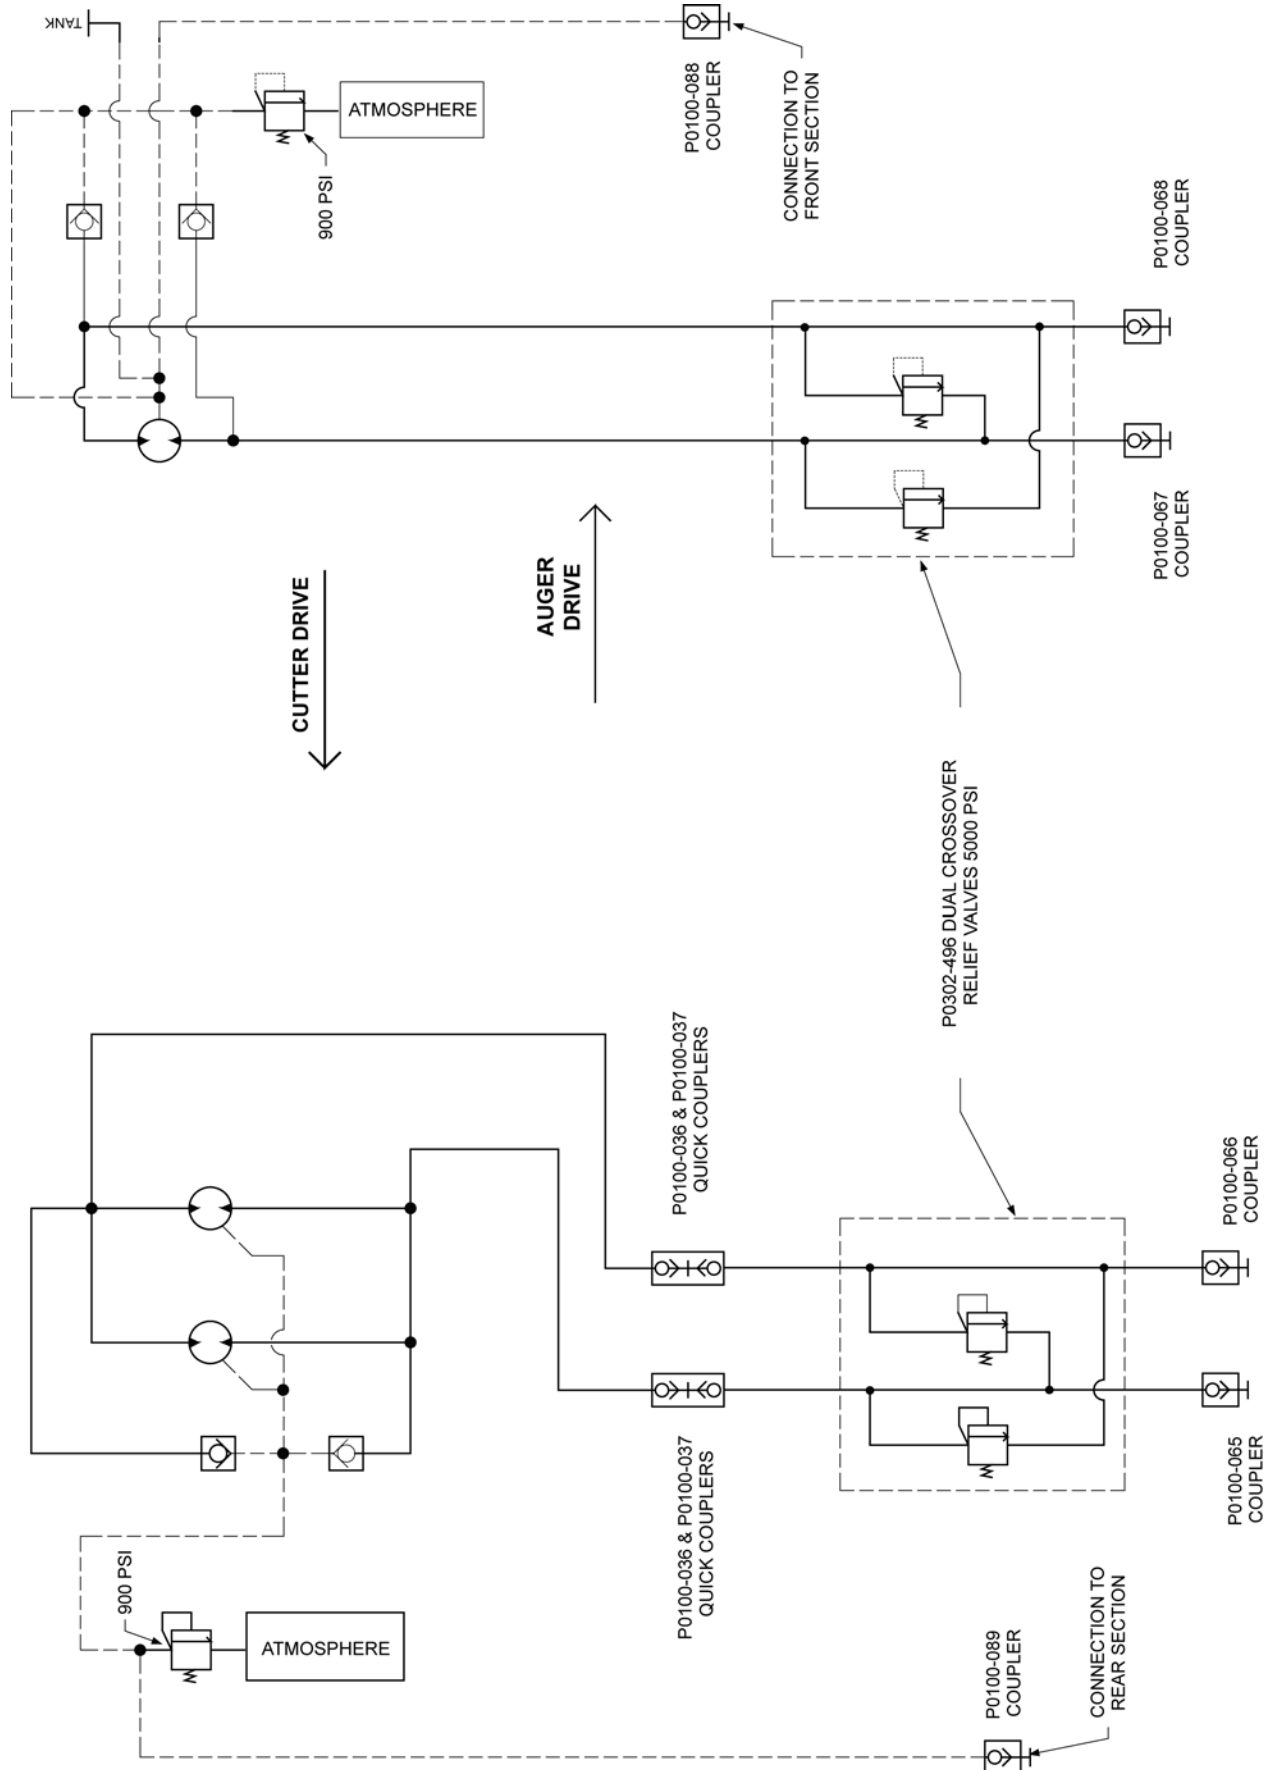 TANK
ATMOSPHERE
900 PSI
P0100-088
COUPLER
CONNECTION TO
FRONT SECTION
P0100-068
COUPLER
P0100-067
COUPLER
CUTTER DRIVE
AUGER
DRIVE
P0302-496 DUAL CROSSOVER
RELIEF VALVES 5000 PSI
P0100-036 & P0100-037
QUICK COUPLERS
P0100-066
COUPLER
P0100-036 & P0100-037
QUICK COUPLERS
P0100-065
COUPLER
900 PSI
ATMOSPHERE
P0100-089
COUPLER
CONNECTION TO
REAR SECTION